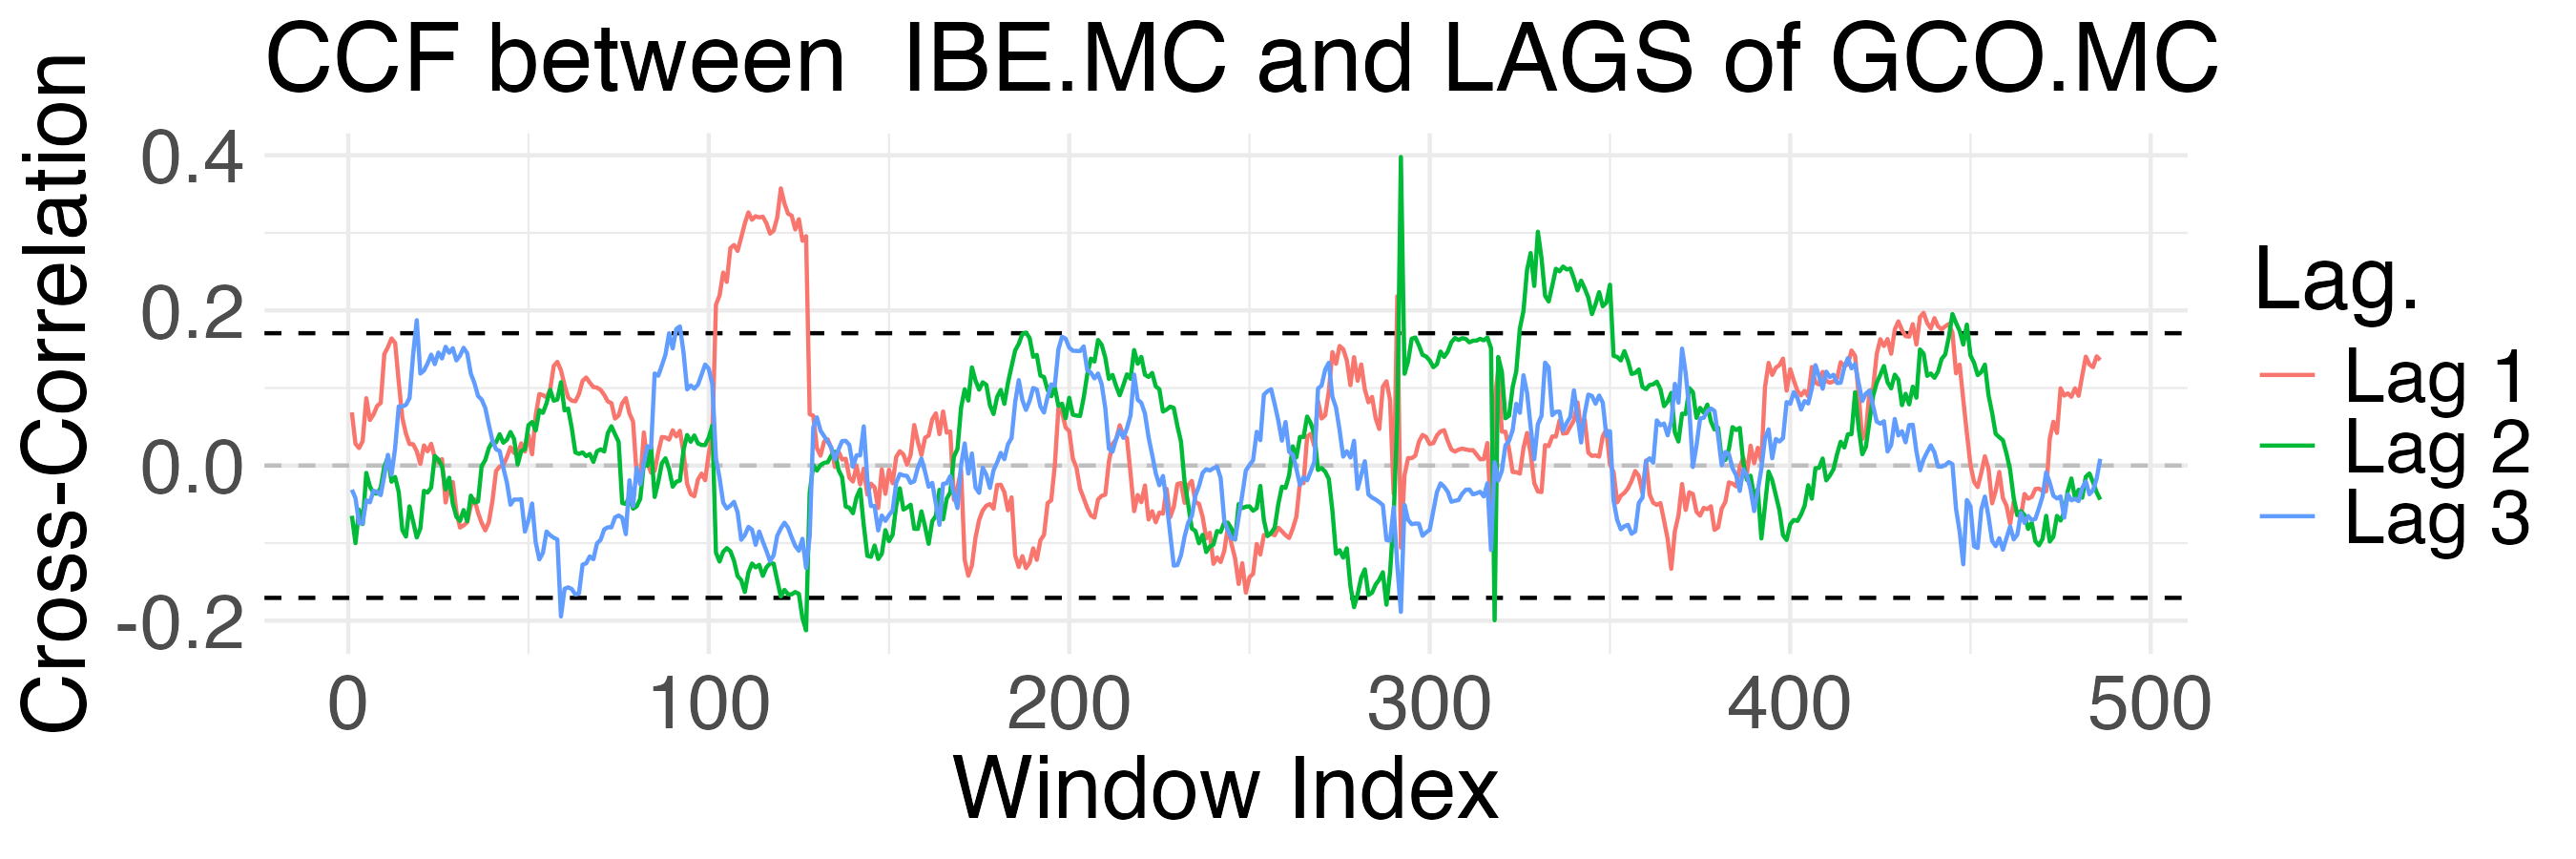 CCF between  IBE.MC and LAGS of GCO.MC
Cross-Correlation
0.4
0.2
0.0
-0.2
0 100 200 300 400 500
Window Index
Lag.
Lag 1
Lag 2
Lag 3